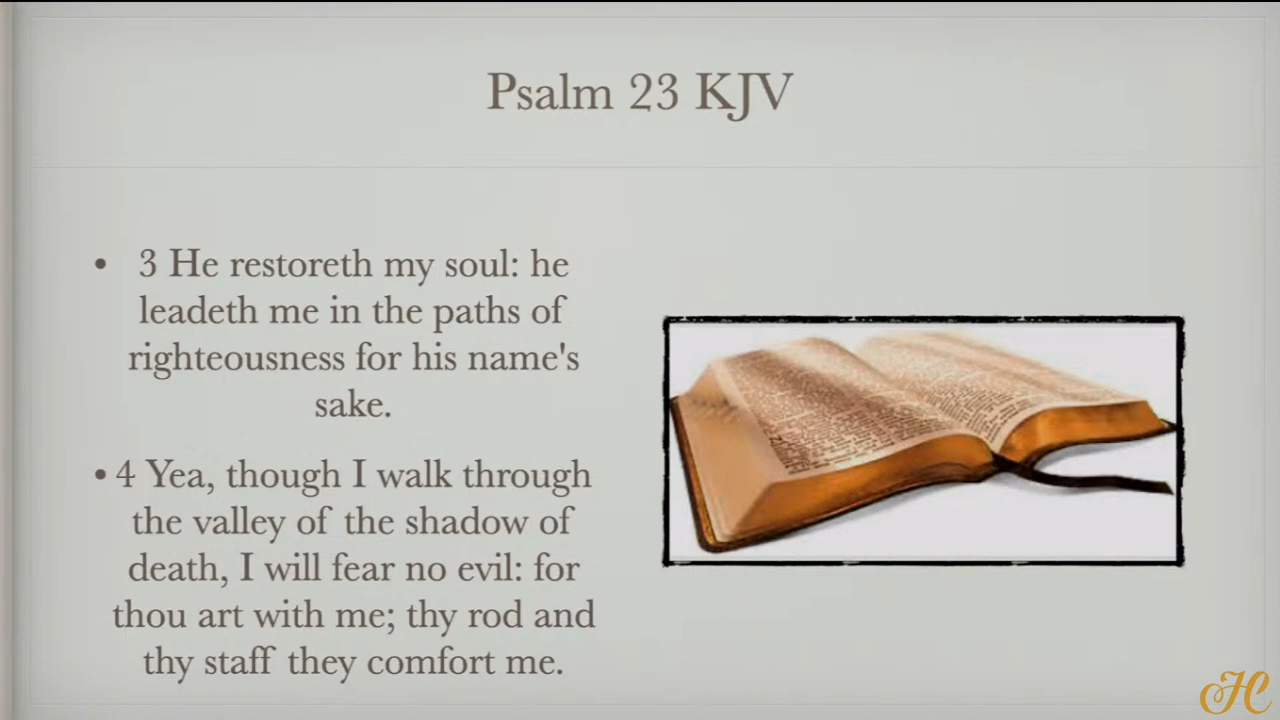 Psalm 23 KJV
• 3 He restoreth my soul: he
leadeth me in the paths of
righteousness for his name's
sake.
• 4 Yea, though I walk through
the valley of the shadow of
death, I will fear no evil: for
thou art with me; thy rod and
thy staff they comfort me.
HC